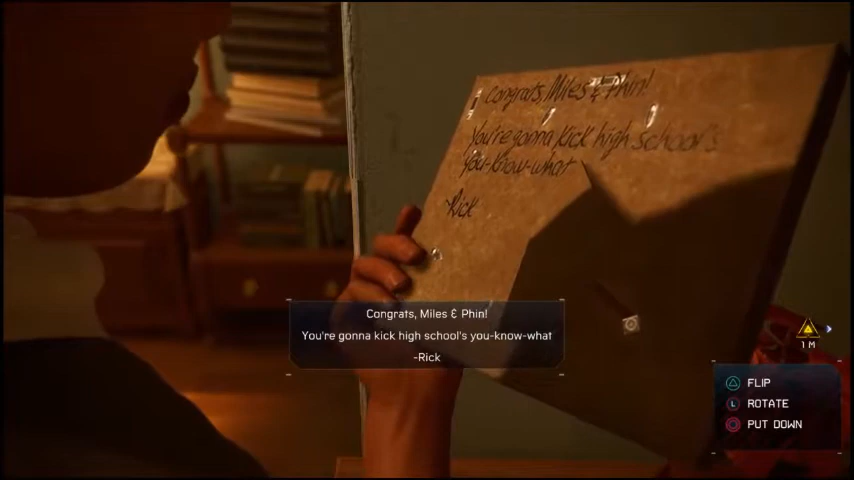 Congrats, Miles & Phin!
You're gonna kick high school's
you-know-what
Rick
Congrats, Miles & Phin!
You're gonna kick high school's you-know-what
-Rick
1 M
FLIP
L ROTATE
PUT DOWN